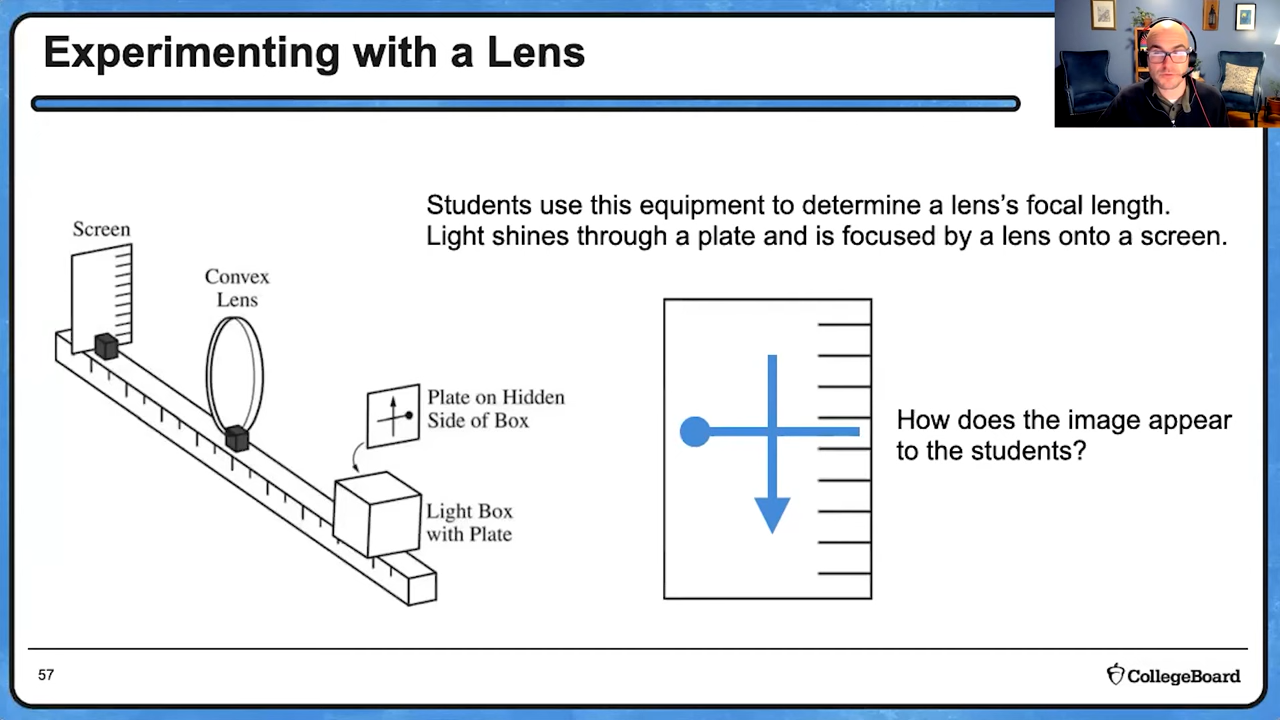 Experimenting with a Lens
Students use this equipment to determine a lens's focal length.
Light shines through a plate and is focused by a lens onto a screen.
Screen
Convex
Lens
Plate on Hidden
Side of Box
Light Box
with Plate
How does the image appear
to the students?
57
CollegeBoard